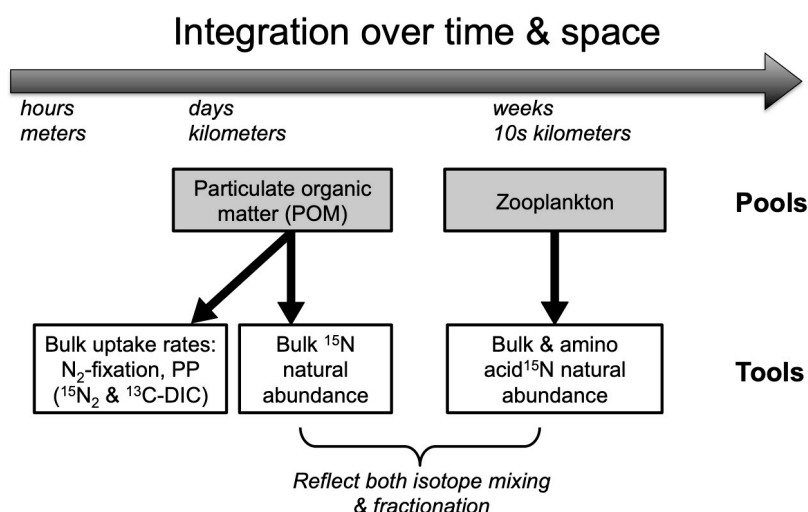 Integration over time & space
hours
meters
days
kilometers
weeks
10s kilometers
Particulate organic
matter (POM)
Zooplankton
Pools
Bulk uptake rates:
N₂-fixation, PP
(¹⁵N₂ & ¹³C-DIC)
Bulk ¹⁵N
natural
abundance
Bulk & amino
acid¹⁵N natural
abundance
Tools
Reflect both isotope mixing
& fractionation